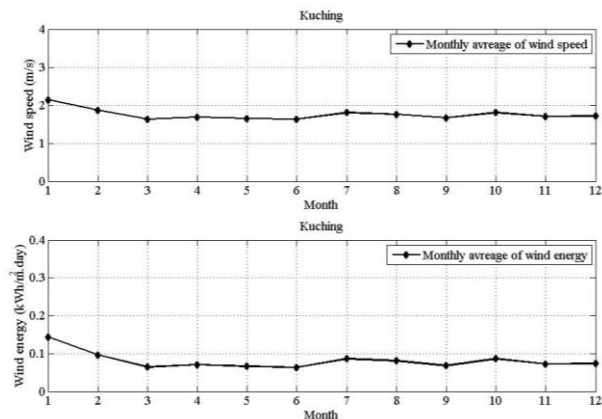 Kuching
Monthly avreage of wind speed
Wind speed (m/s)
4
3
2
1
0
1 2 3 4 5 6 7 8 9 10 11 12
Month
Kuching
Monthly avreage of wind energy
Wind energy (kWh/m².day)
0.4
0.3
0.2
0.1
0
1 2 3 4 5 6 7 8 9 10 11 12
Month